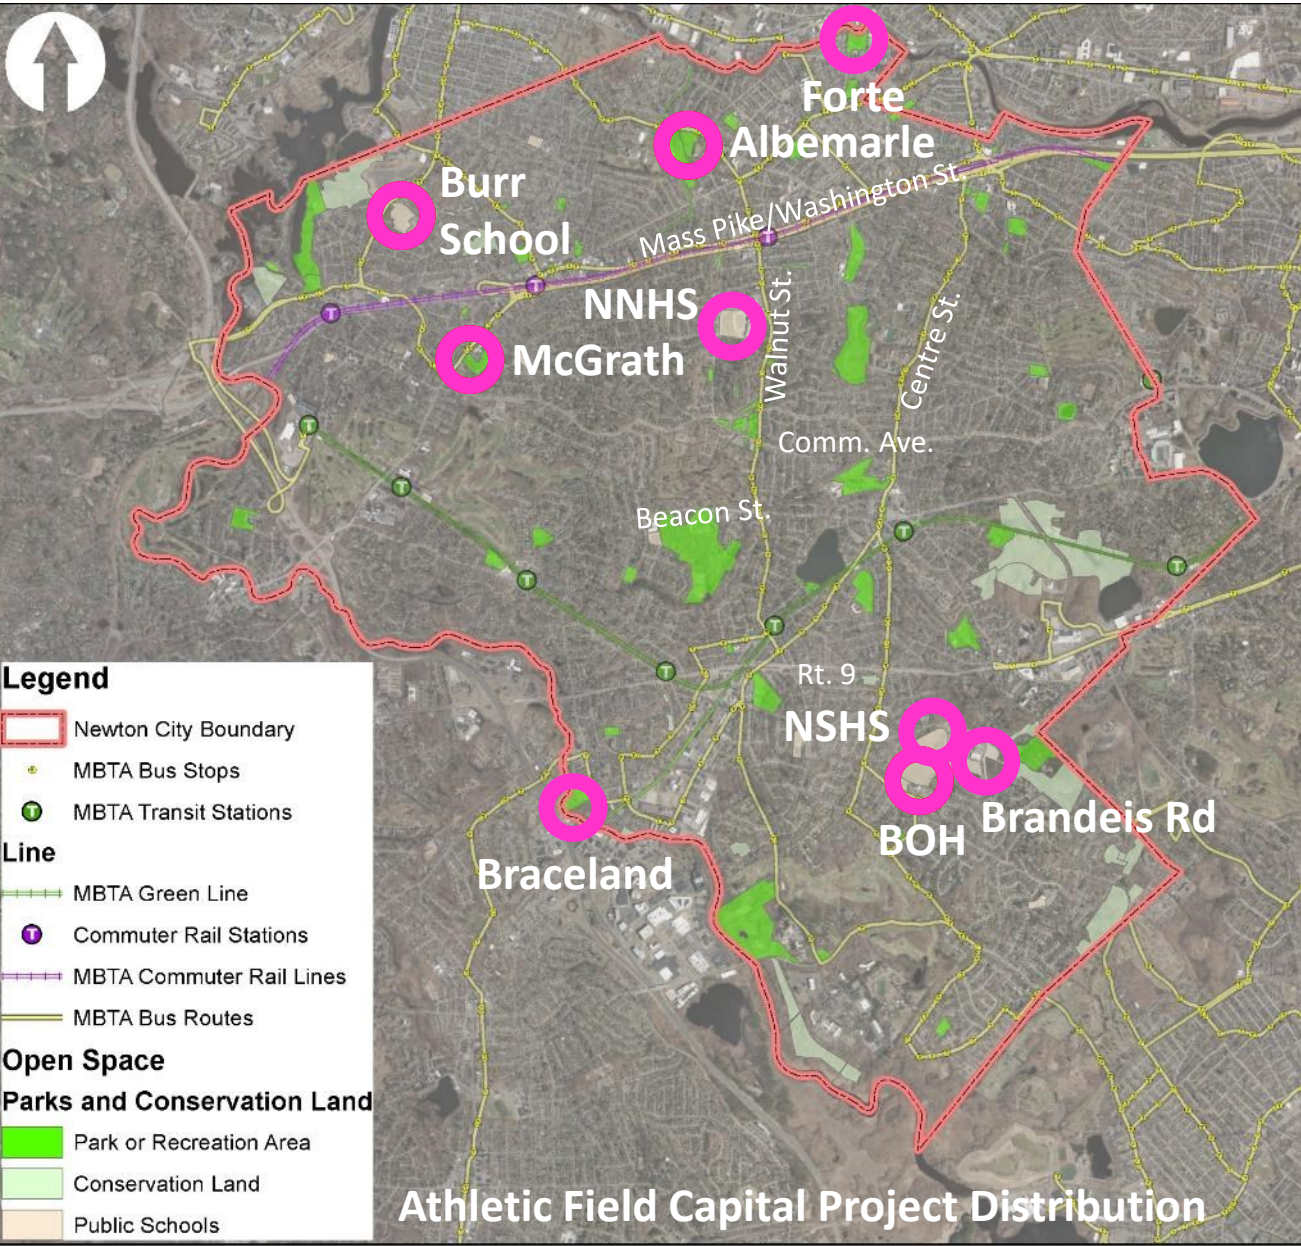 Forte
Albemarle
Burr
School
Mass Pike/Washington St.
NNHS
McGrath
Walnut St.
Centre St.
Comm. Ave.
Beacon St.
Rt. 9
NSHS
Brandeis Rd
BOH
Braceland
T
T
T
T
T
T
T
T
T
T
Legend
Newton City Boundary
MBTA Bus Stops
T MBTA Transit Stations
Line
MBTA Green Line
T Commuter Rail Stations
MBTA Commuter Rail Lines
MBTA Bus Routes
Open Space
Parks and Conservation Land
Park or Recreation Area
Conservation Land
Public Schools
Athletic Field Capital Project Distribution